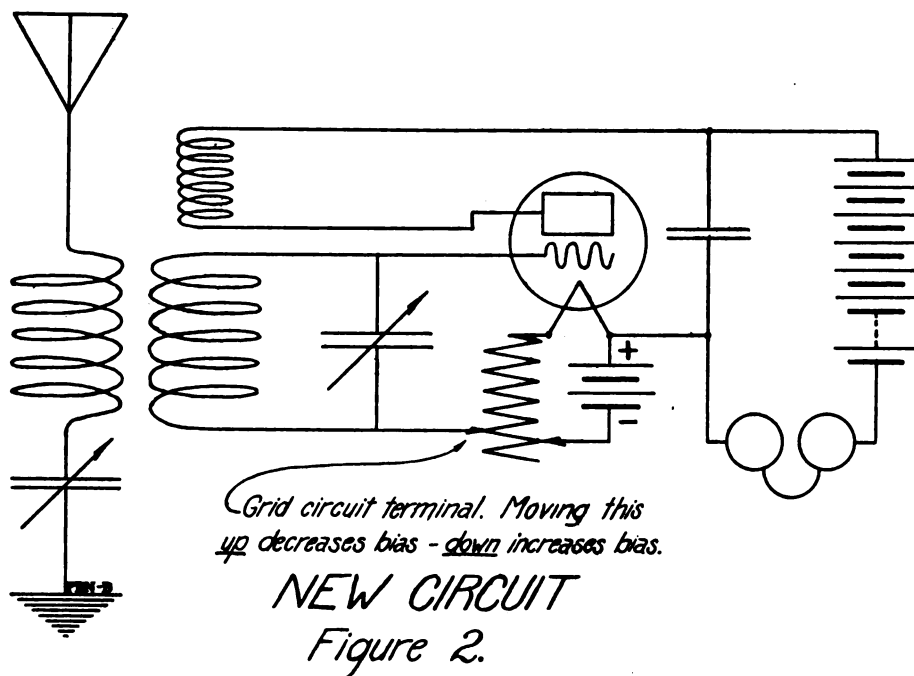 +
-
Grid circuit terminal. Moving this
up decreases bias - down increases bias.
NEW CIRCUIT
Figure 2.